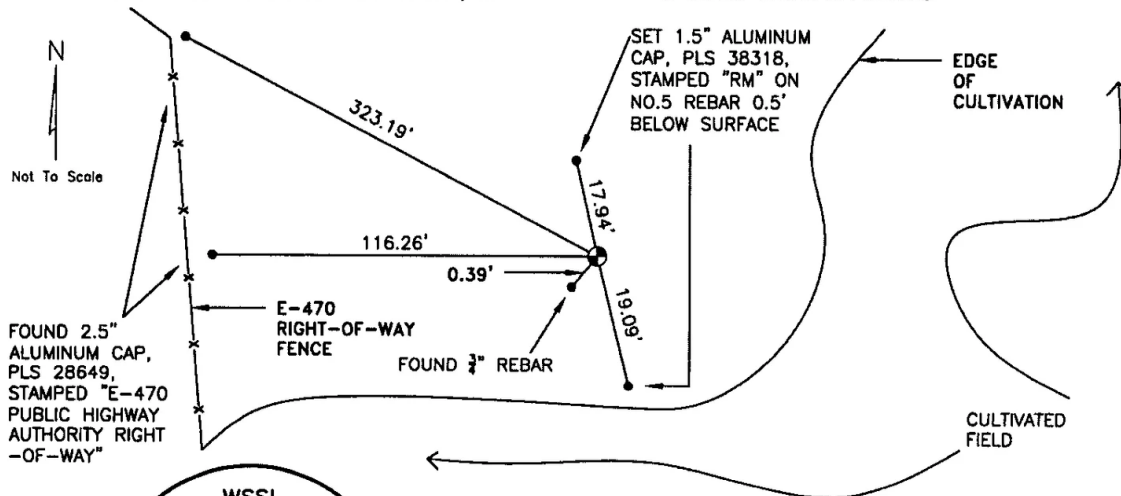 N
Not To Scale
323.19'
SET 1.5" ALUMINUM
CAP, PLS 38318,
STAMPED "RM" ON
NO.5 REBAR 0.5'
BELOW SURFACE
EDGE
OF
CULTIVATION
17.94'
116.26'
0.39'
19.09'
E-470
RIGHT-OF-WAY
FENCE
FOUND 3/4" REBAR
FOUND 2.5"
ALUMINUM CAP,
PLS 28649,
STAMPED "E-470
PUBLIC HIGHWAY
AUTHORITY RIGHT
-OF-WAY"
CULTIVATED
FIELD